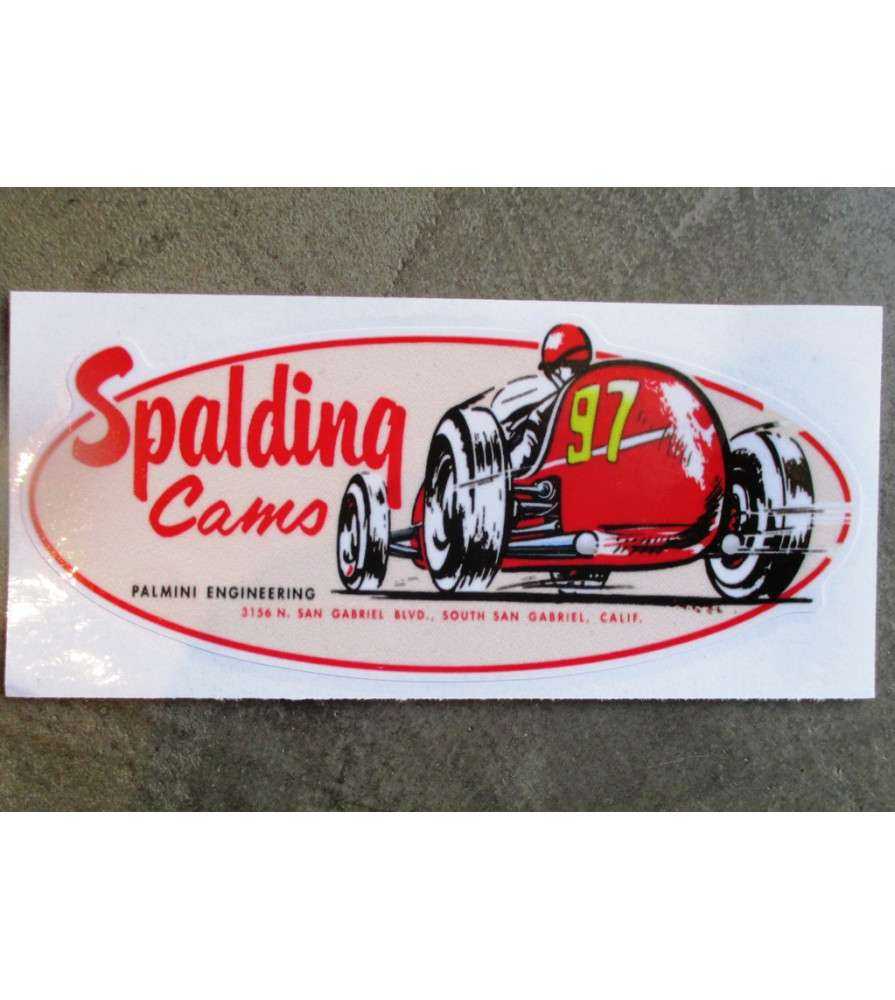 Spalding
Cams
97
PALMINI ENGINEERING
3156 N. SAN GABRIEL BLVD., SOUTH SAN GABRIEL, CALIF.